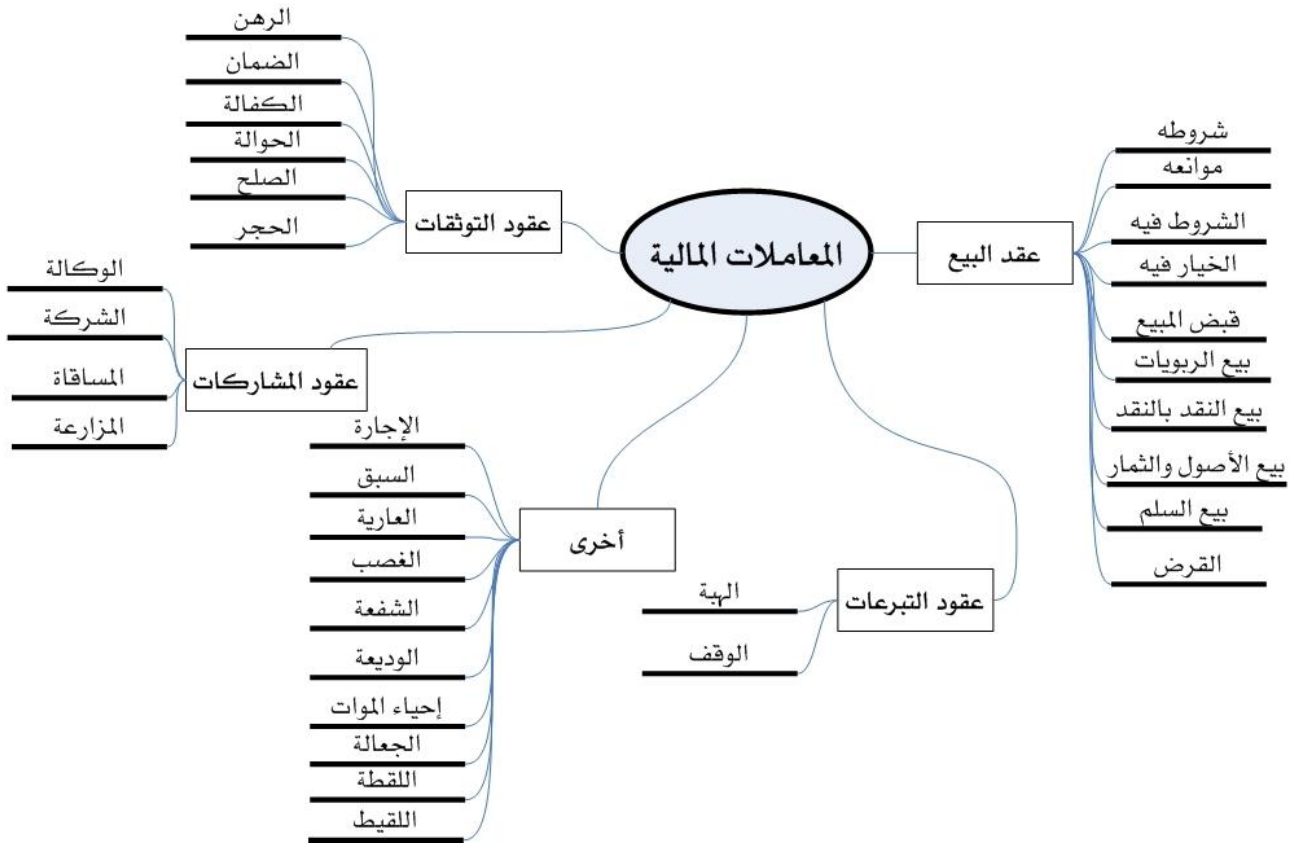 المعاملات المالية
عقد البيع
شروطه
موانعه
الشروط فيه
الخيار فيه
قبض المبيع
بيع الربويات
بيع النقد بالنقد
بيع الأصول والثمار
بيع السلم
القرض
عقود التبرعات
الهبة
الوقف
أخرى
الإجارة
السبق
العارية
الغصب
الشفعة
الوديعة
إحياء الموات
الجعالة
اللقطة
اللقيط
عقود المشاركات
الوكالة
الشركة
المساقاة
المزارعة
عقود التوثقات
الرهن
الضمان
الكفالة
الحوالة
الصلح
الحجر